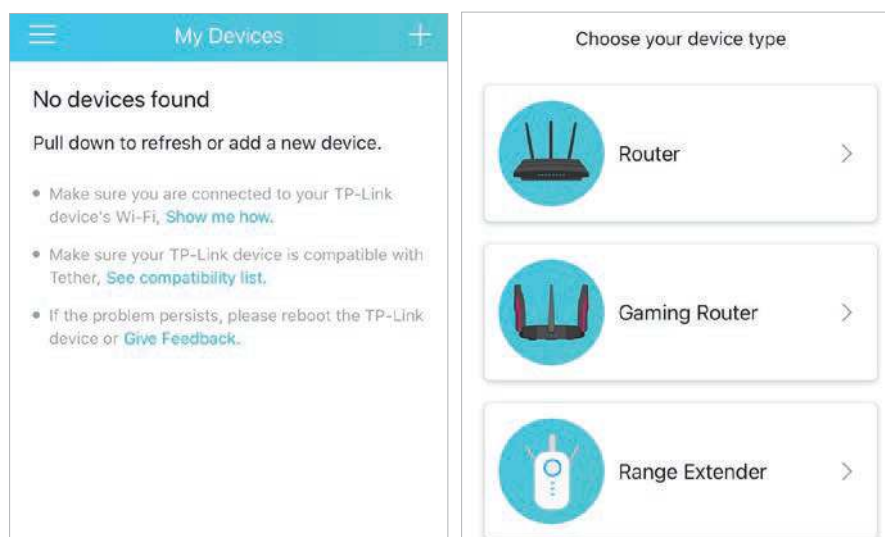 My Devices
No devices found
Pull down to refresh or add a new device.
• Make sure you are connected to your TP-Link
device's Wi-Fi, Show me how.
• Make sure your TP-Link device is compatible with
Tether, See compatibility list.
• If the problem persists, please reboot the TP-Link
device or Give Feedback.
Choose your device type
Router
Gaming Router
Range Extender